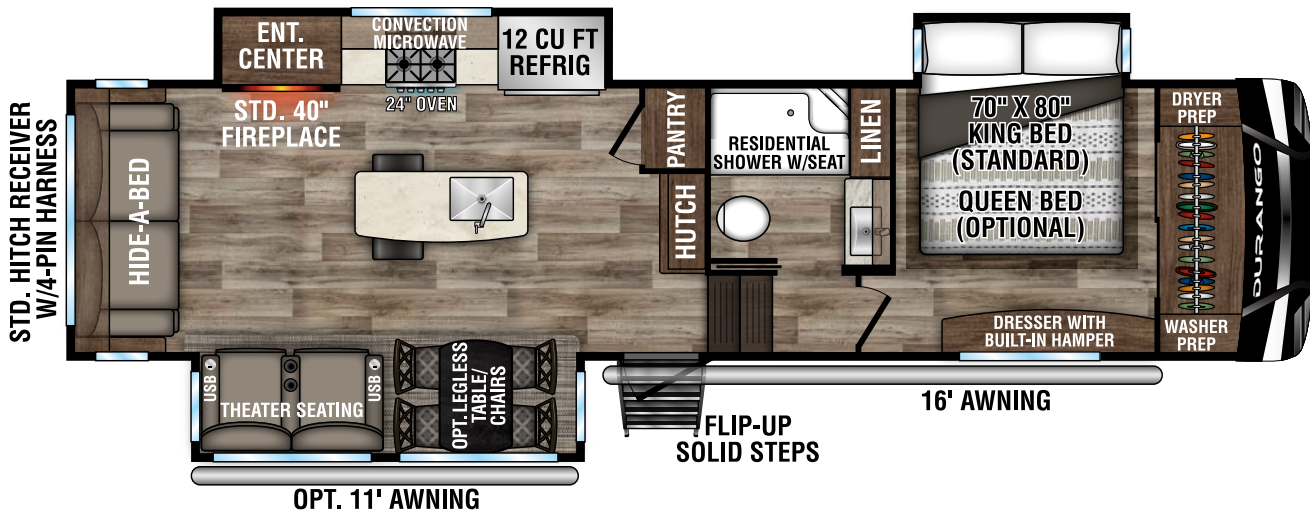 STD. HITCH RECEIVER
W/4-PIN HARNESS
HIDE-A-BED
ENT.
CENTER
STD. 40"
FIREPLACE
CONVECTION
MICROWAVE
24" OVEN
12 CU FT
REFRIG
PANTRY
HUTCH
RESIDENTIAL
SHOWER W/SEAT
LINEN
70" X 80"
KING BED
(STANDARD)
QUEEN BED
(OPTIONAL)
DRYER
PREP
WASHER
PREP
DURANGO
DRESSER WITH
BUILT-IN HAMPER
USB
THEATER SEATING
USB
OPT. LEGLESS
TABLE/
CHAIRS
FLIP-UP
SOLID STEPS
16' AWNING
OPT. 11' AWNING